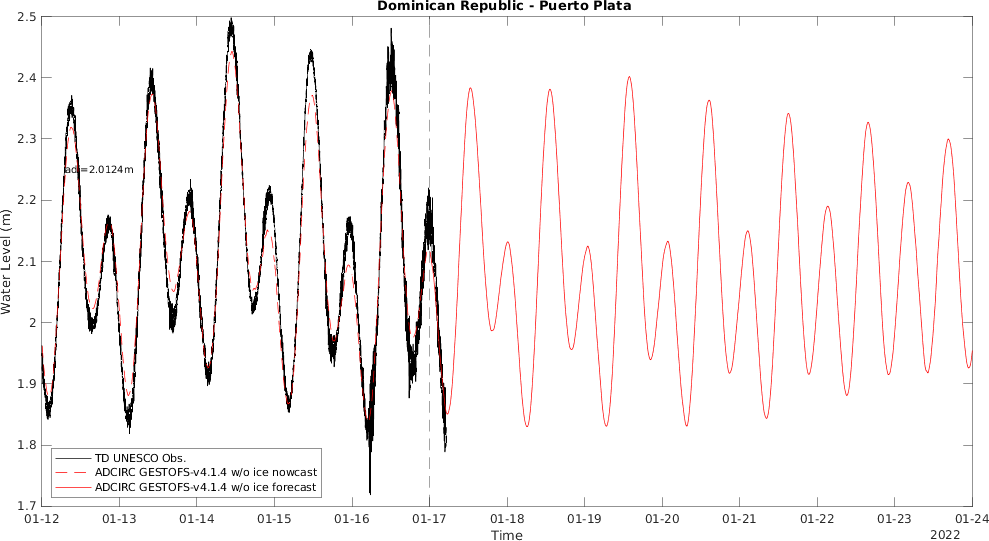 Dominican Republic - Puerto Plata
2.5
2.4
2.3
2.2
2.1
2
1.9
1.8
1.7
Water Level (m)
adj=2.0124m
TD UNESCO Obs.
ADCIRC GESTOFS-v4.1.4 w/o ice nowcast
ADCIRC GESTOFS-v4.1.4 w/o ice forecast
01-12 01-13 01-14 01-15 01-16 01-17 01-18 01-19 01-20 01-21 01-22 01-23 01-24
Time
2022